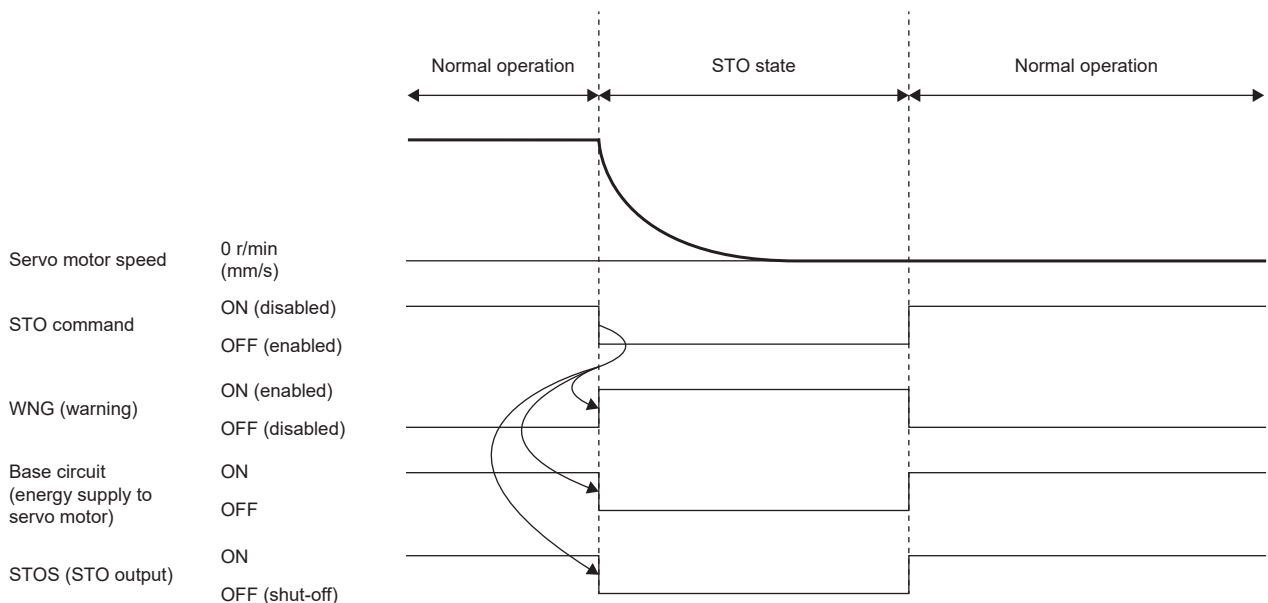 Normal operation
STO state
Normal operation
Servo motor speed
0 r/min
(mm/s)
STO command
ON (disabled)
OFF (enabled)
WNG (warning)
ON (enabled)
OFF (disabled)
Base circuit
(energy supply to
servo motor)
ON
OFF
STOS (STO output)
ON
OFF (shut-off)